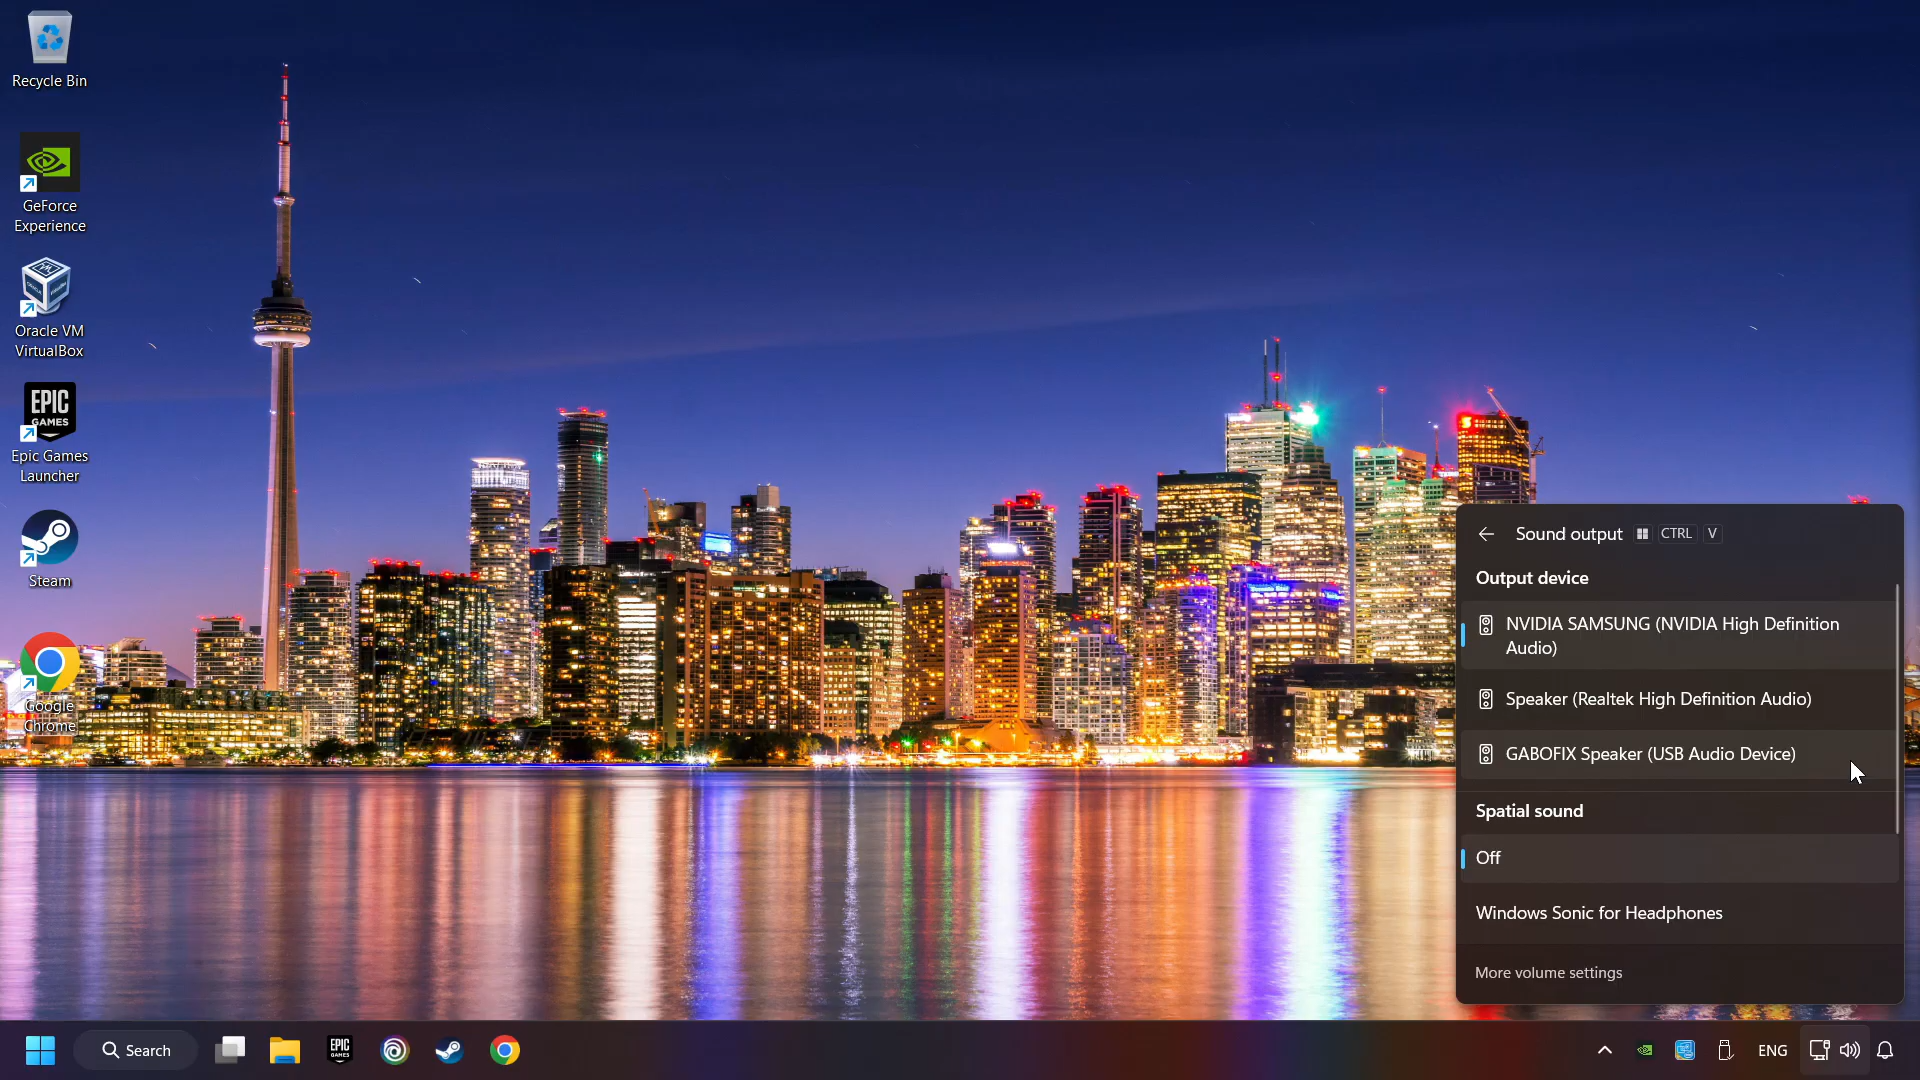 Recycle Bin
GeForce
Experience
Oracle VM
VirtualBox
EPIC
GAMES
Epic Games
Launcher
Steam
Google
Chrome
Sound output CTRL V
Output device
NVIDIA SAMSUNG (NVIDIA High Definition
Audio)
Speaker (Realtek High Definition Audio)
GABOFIX Speaker (USB Audio Device)
Spatial sound
Off
Windows Sonic for Headphones
More volume settings
Search
EPIC
GAMES
ENG